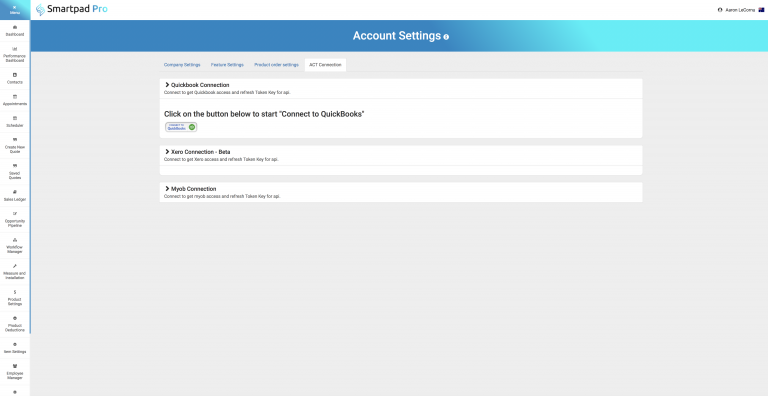 Menu
Smartpad Pro
Aaron LeCornu
Account Settings
Dashboard
Performance
Dashboard
Contacts
Appointments
Scheduler
Create New
Quote
Saved
Quotes
Sales Ledger
Opportunity
Pipeline
Workflow
Manager
Measure and
Installation
Product
Settings
Product
Deductions
Item Settings
Employee
Manager
Company Settings
Feature Settings
Product order settings
ACT Connection
Quickbook Connection
Connect to get Quickbook access and refresh Token Key for api.
Click on the button below to start "Connect to QuickBooks"
Connect to
QuickBooks
Xero Connection - Beta
Connect to get Xero access and refresh Token Key for api.
Myob Connection
Connect to get myob access and refresh Token Key for api.